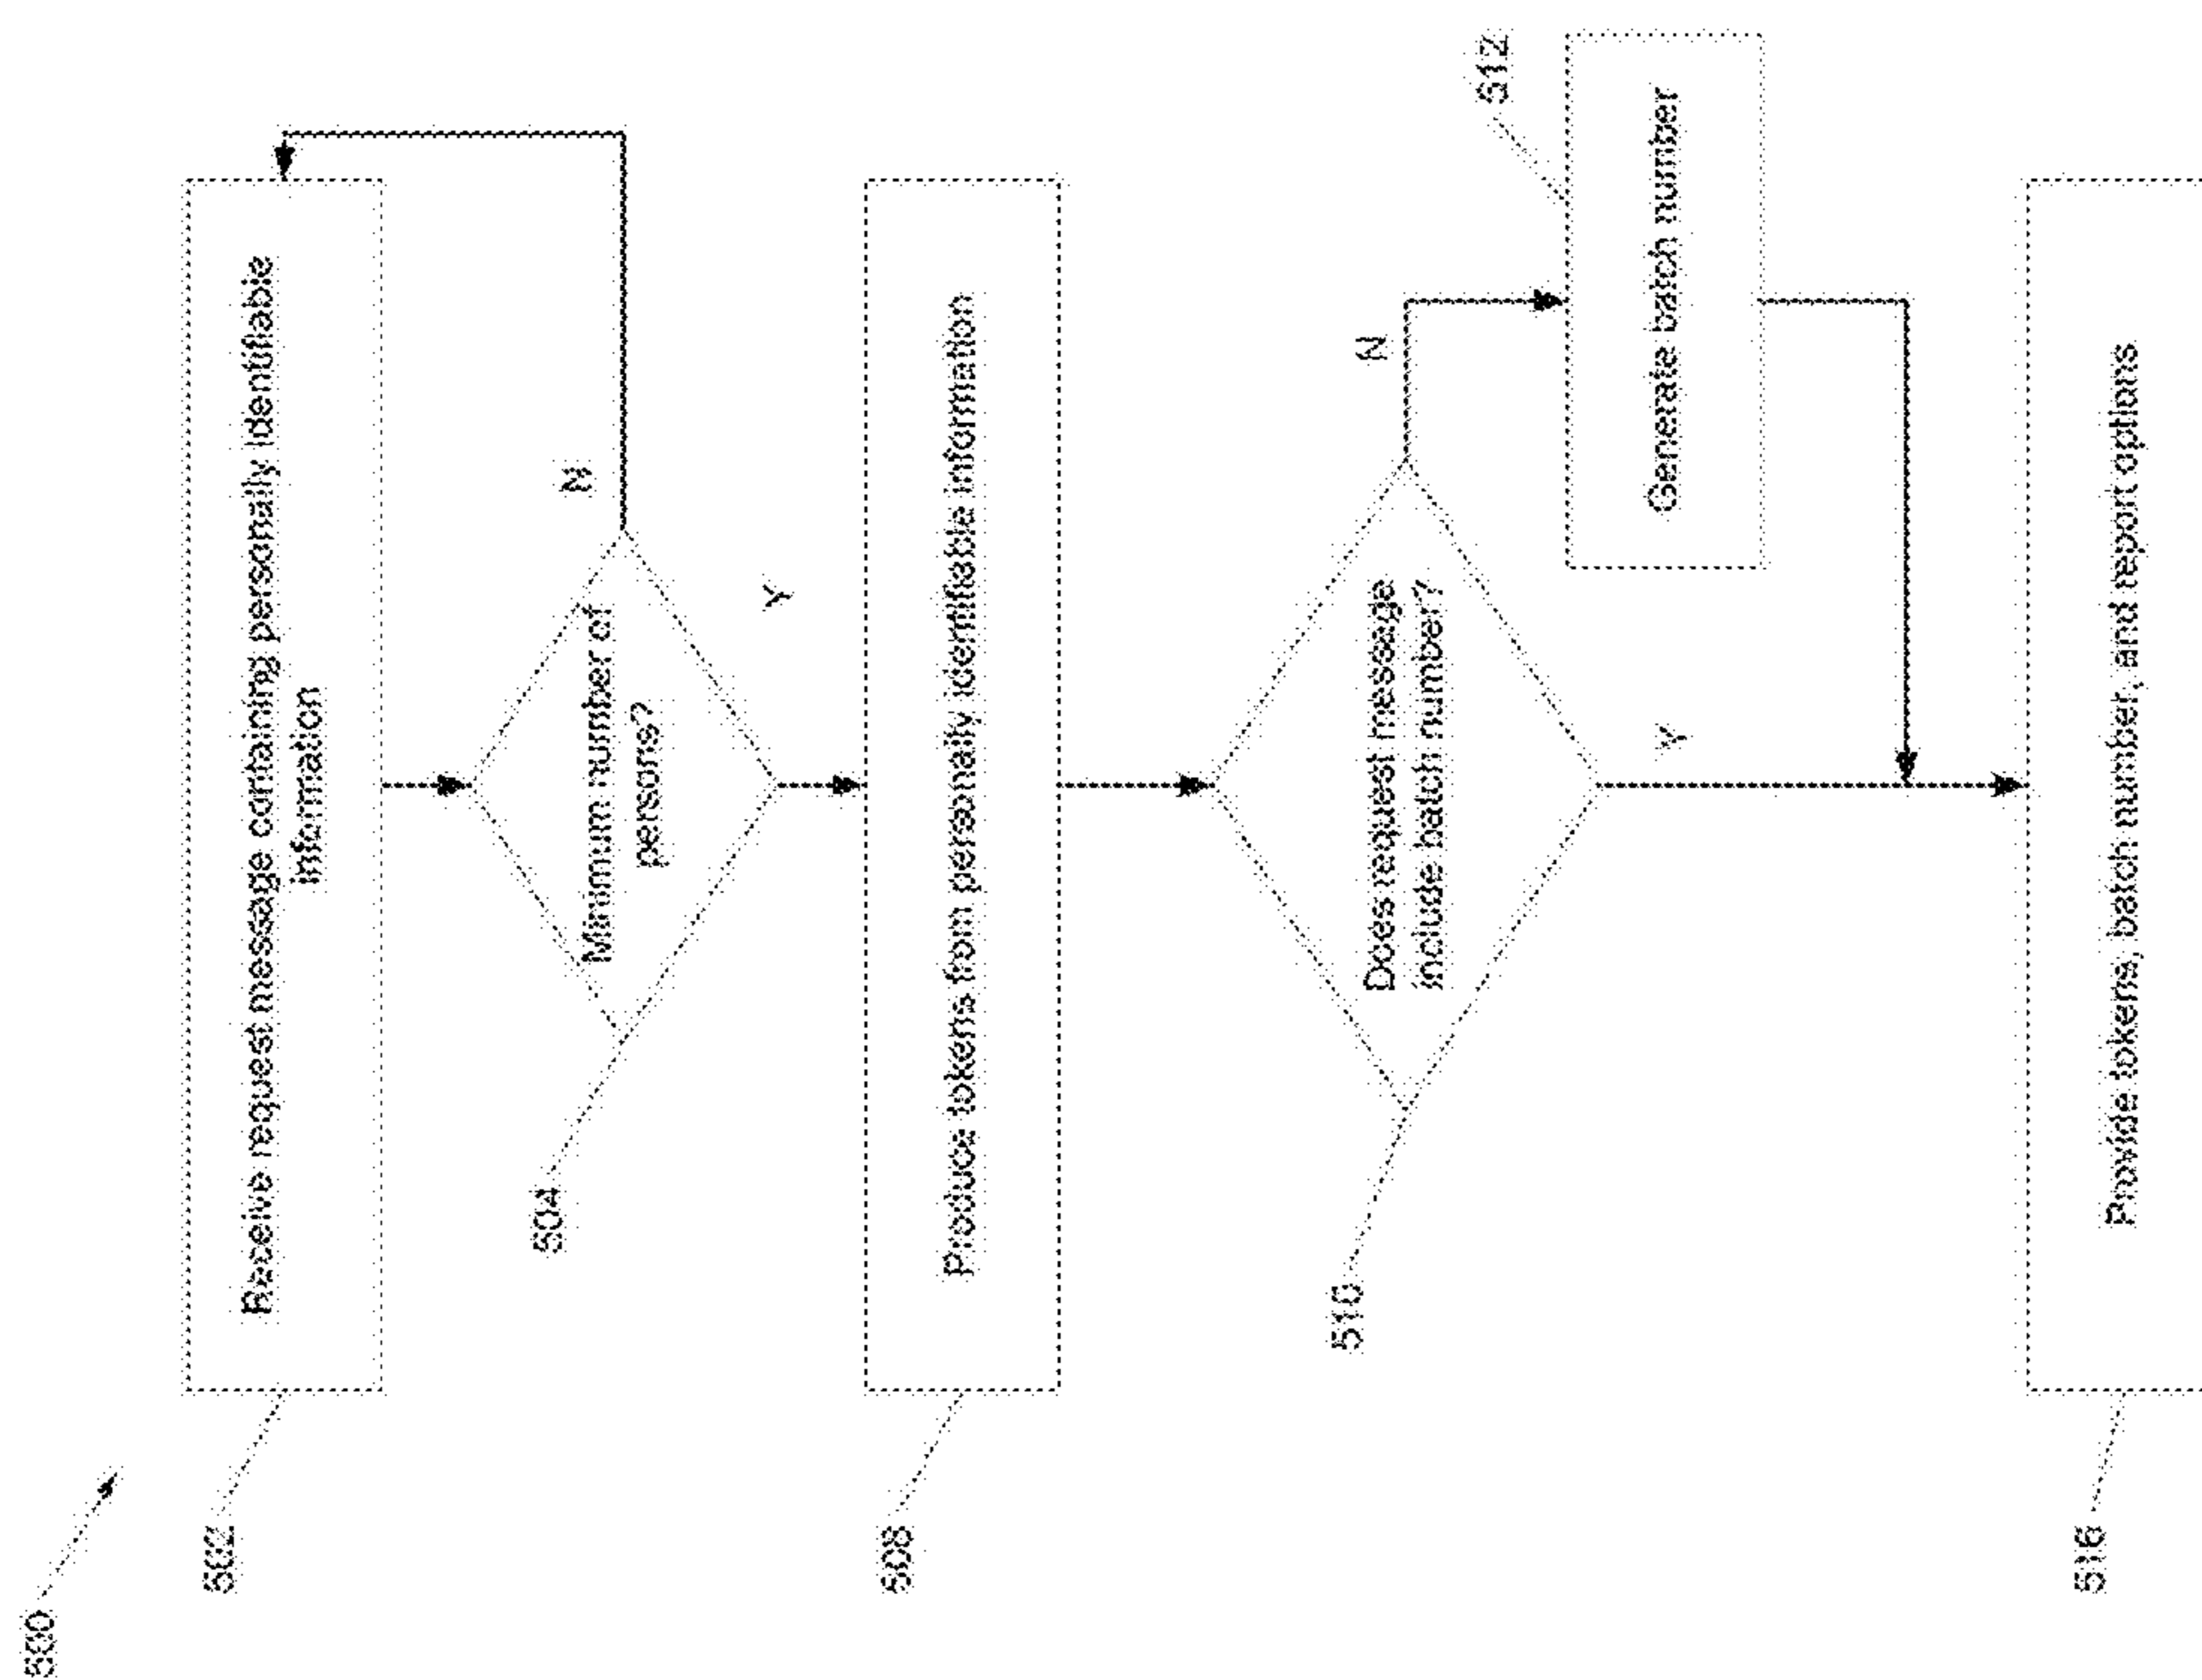 500
502
Receive request message containing personally identifiable
information
504
Minimum number of
persons?
N
Y
508
Produce tokens from personally identifiable information
510
Does request message
include batch number?
N
512
Generate batch number
Y
516
Provide tokens, batch number, and report options